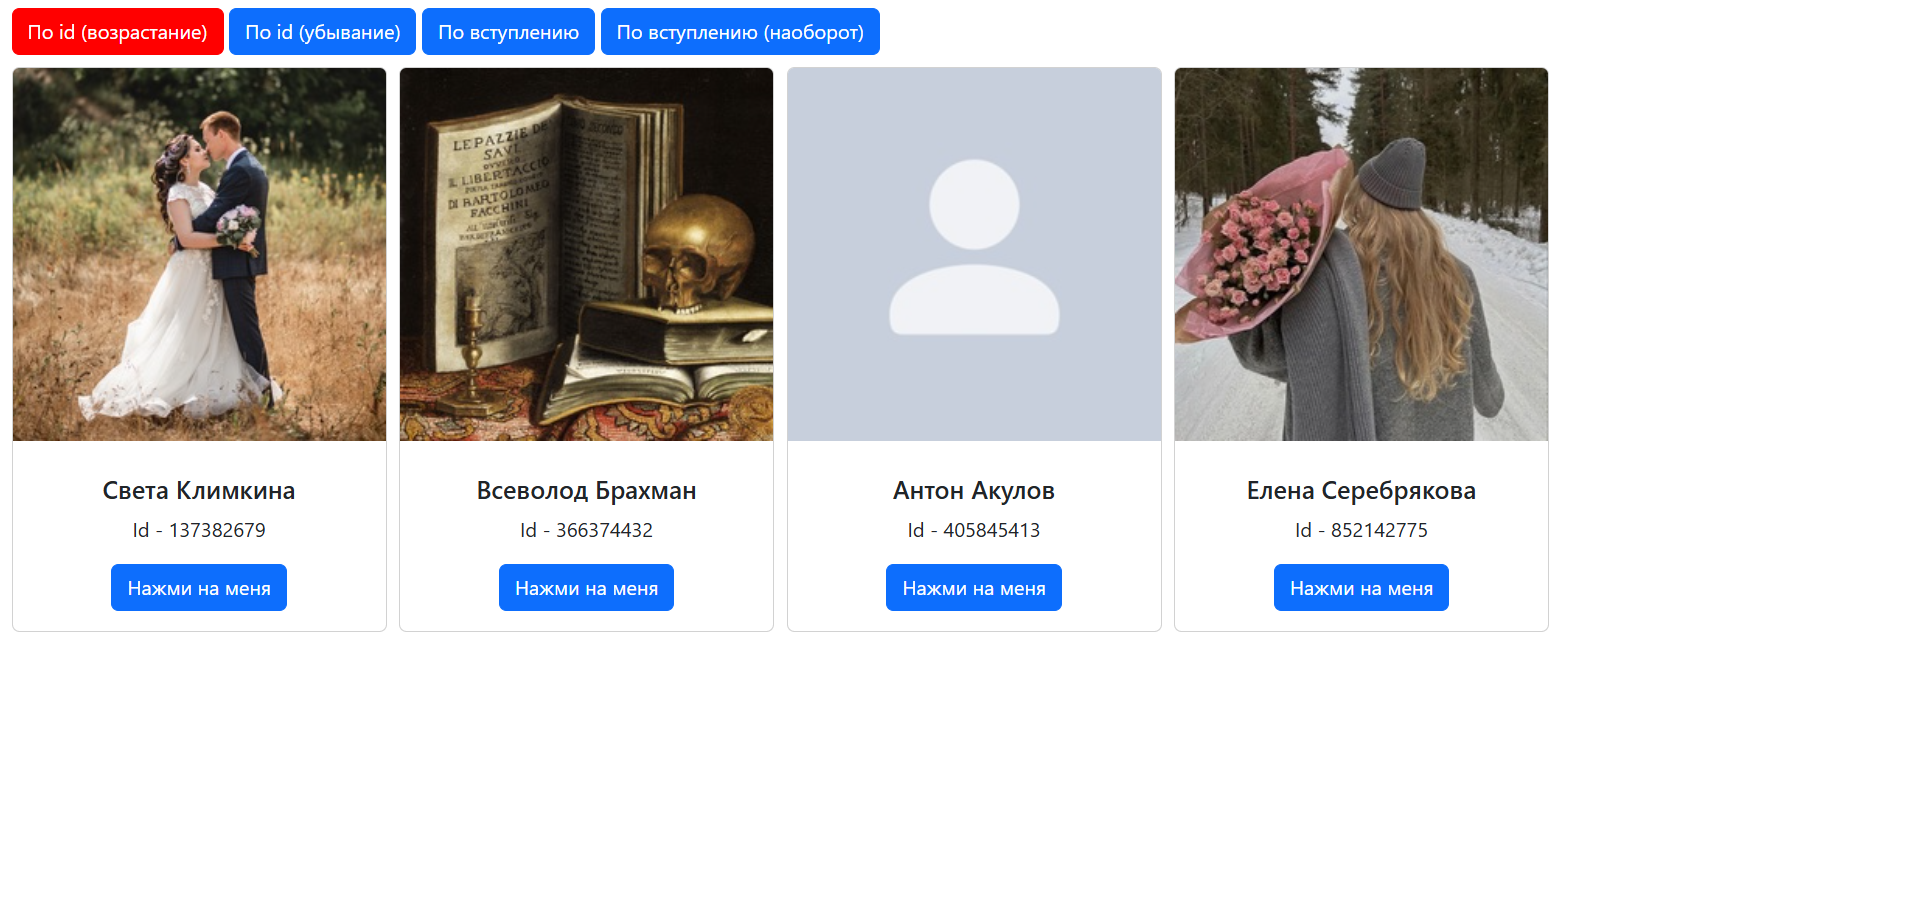 По id (возрастание) По id (убывание) По вступлению По вступлению (наоборот)
LEPAZZIE DE
SAVI
IL LIBERTACCIO
DI BARTOLOMEO
FACCHINI
Света Климкина
Id - 137382679
Нажми на меня
Всеволод Брахман
Id - 366374432
Нажми на меня
Антон Акулов
Id - 405845413
Нажми на меня
Елена Серебрякова
Id - 852142775
Нажми на меня